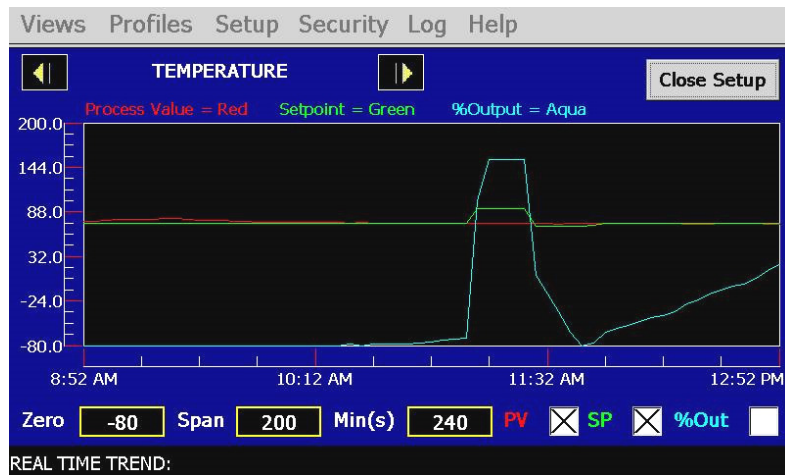 Views Profiles Setup Security Log Help
TEMPERATURE
Close Setup
Process Value = Red Setpoint = Green %Output = Aqua
200.0
144.0
88.0
32.0
-24.0
-80.0
8:52 AM 10:12 AM 11:32 AM 12:52 PM
Zero -80 Span 200 Min(s) 240 PV SP %Out
REAL TIME TREND: